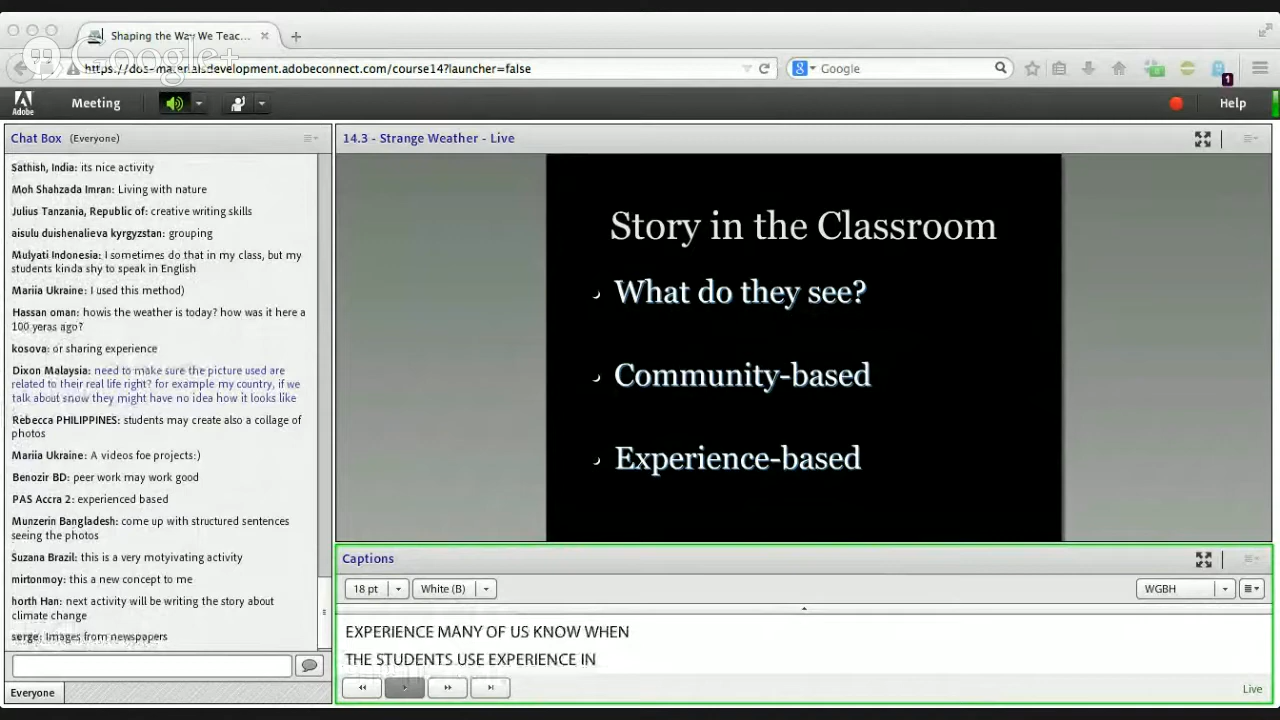 Shaping the Way We Teac...
Google+
https://dos-materialsdevelopment.adobeconnect.com/course14?launcher=false
Google
1
Adobe
Meeting
Help
Chat Box (Everyone)
Sathish, India: its nice activity
Moh Shahzada Imran: Living with nature
Julius Tanzania, Republic of: creative writing skills
aisulu duishenalieva kyrgyzstan: grouping
Mulyati Indonesia: I sometimes do that in my class, but my
students kinda shy to speak in English
Mariia Ukraine: I used this method)
Hassan oman: howis the weather is today? how was it here a
100 yeras ago?
kosova: or sharing experience
Dixon Malaysia: need to make sure the picture used are
related to their real life right? for example my country, if we
talk about snow they might have no idea how it looks like
Rebecca PHILIPPINES: students may create also a collage of
photos
Mariia Ukraine: A videos foe projects:)
Benozir BD: peer work may work good
PAS Accra 2: experienced based
Munzerin Bangladesh: come up with structured sentences
seeing the photos
Suzana Brazil: this is a very motyivating activity
mirtonmoy: this a new concept to me
horth Han: next activity will be writing the story about
climate change
serge: Images from newspapers
Everyone
14.3 - Strange Weather - Live
Story in the Classroom
What do they see?
Community-based
Experience-based
Captions
18 pt
White (B)
WGBH
EXPERIENCE MANY OF US KNOW WHEN
THE STUDENTS USE EXPERIENCE IN
Live